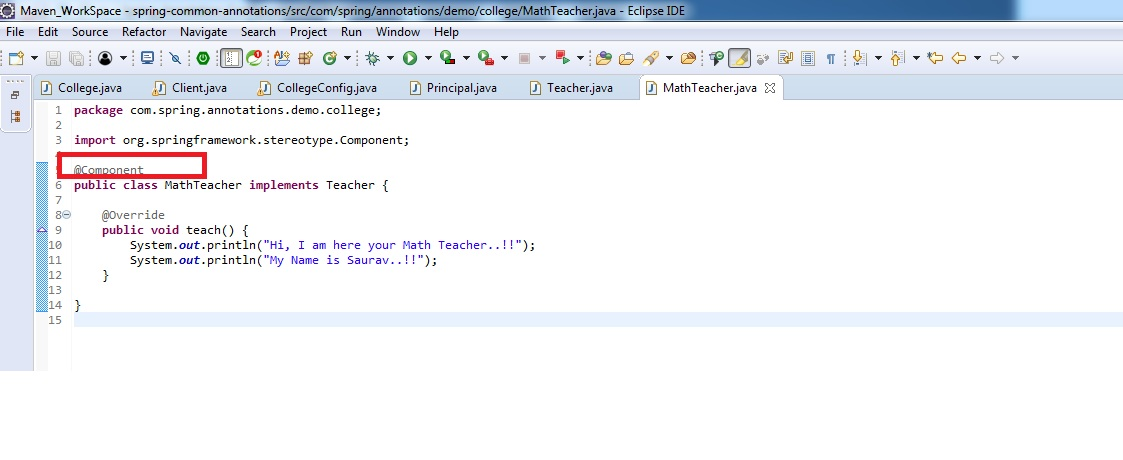 Maven_WorkSpace - spring-common-annotations/src/com/spring/annotations/demo/college/MathTeacher.java - Eclipse IDE
File Edit Source Refactor Navigate Search Project Run Window Help
College.java Client.java CollegeConfig.java Principal.java Teacher.java MathTeacher.java
1 package com.spring.annotations.demo.college;
2
3 import org.springframework.stereotype.Component;
@Component
6 public class MathTeacher implements Teacher {
7
8 @Override
9 public void teach() {
10 System.out.println("Hi, I am here your Math Teacher..!!");
11 System.out.println("My Name is Saurav..!!");
12 }
13
14 }
15